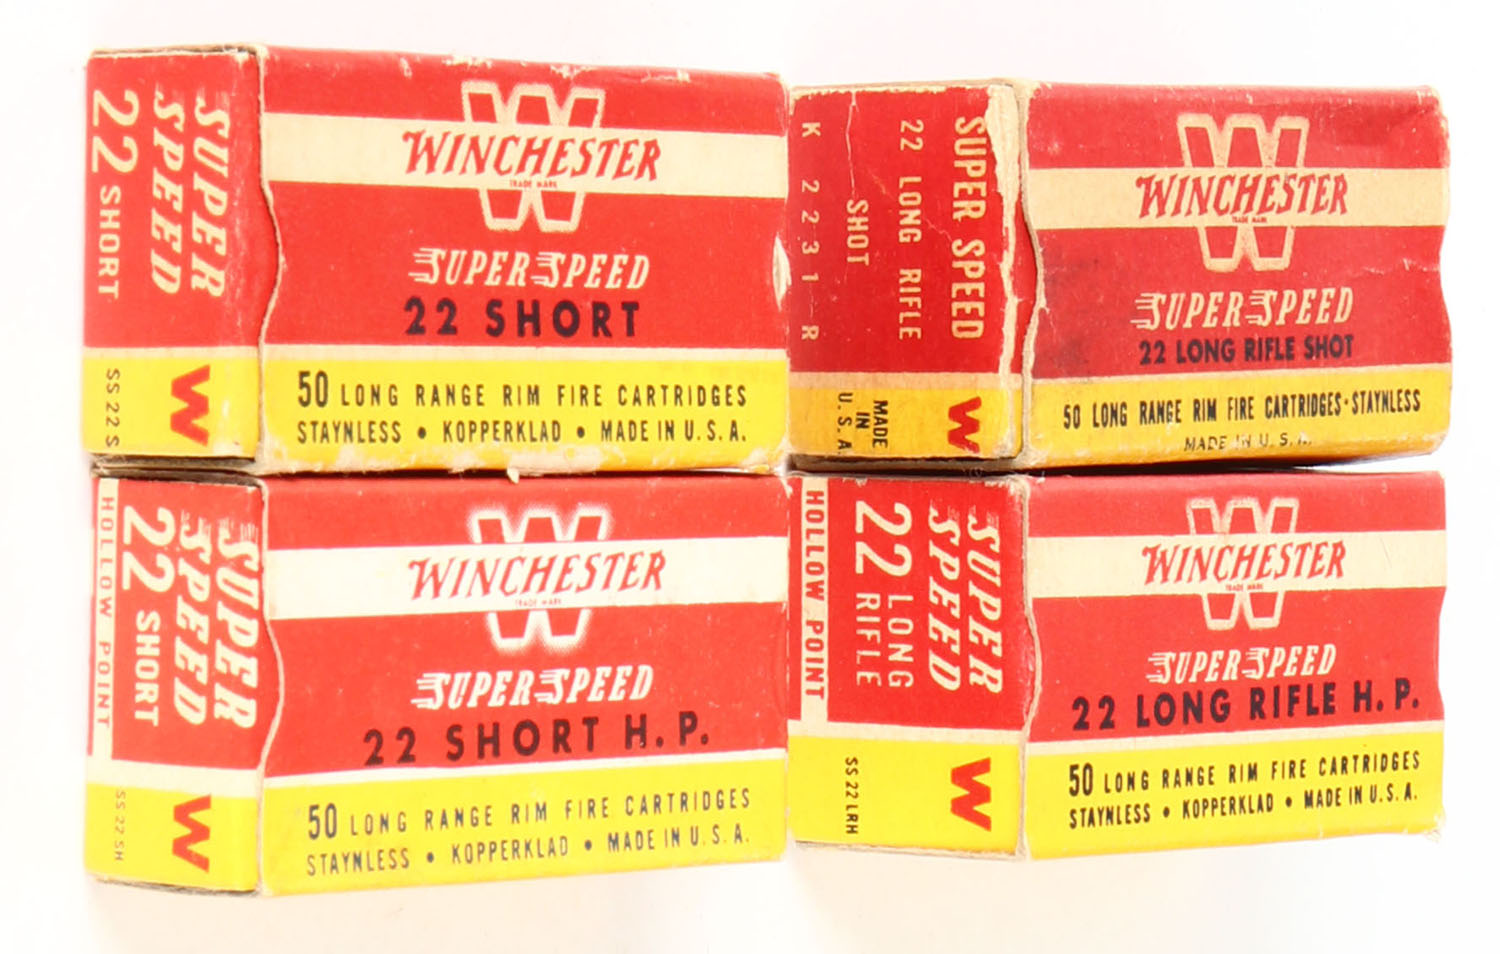 SUPER
SPEED
22 SHORT
SS 22 S
W
W
WINCHESTER
TRADE MARK
SUPER SPEED
22 SHORT
50 LONG RANGE RIM FIRE CARTRIDGES
STAYNLESS • KOPPERKLAD • MADE IN U.S.A.
SUPER SPEED
22 LONG RIFLE
SHOT
K 2231 R
MADE
IN
U.S.A.
W
W
WINCHESTER
TRADE MARK
SUPER SPEED
22 LONG RIFLE SHOT
50 LONG RANGE RIM FIRE CARTRIDGES·STAYNLESS
MADE IN U.S.A.
SUPER
SPEED
22 SHORT
HOLLOW POINT
SS 22 SH
W
W
WINCHESTER
TRADE MARK
SUPER SPEED
22 SHORT H.P.
50 LONG RANGE RIM FIRE CARTRIDGES
STAYNLESS • KOPPERKLAD • MADE IN U.S.A.
SUPER
SPEED
22 LONG
RIFLE
HOLLOW POINT
SS 22 LRH
W
W
WINCHESTER
TRADE MARK
SUPER SPEED
22 LONG RIFLE H.P.
50 LONG RANGE RIM FIRE CARTRIDGES
STAYNLESS • KOPPERKLAD • MADE IN U.S.A.